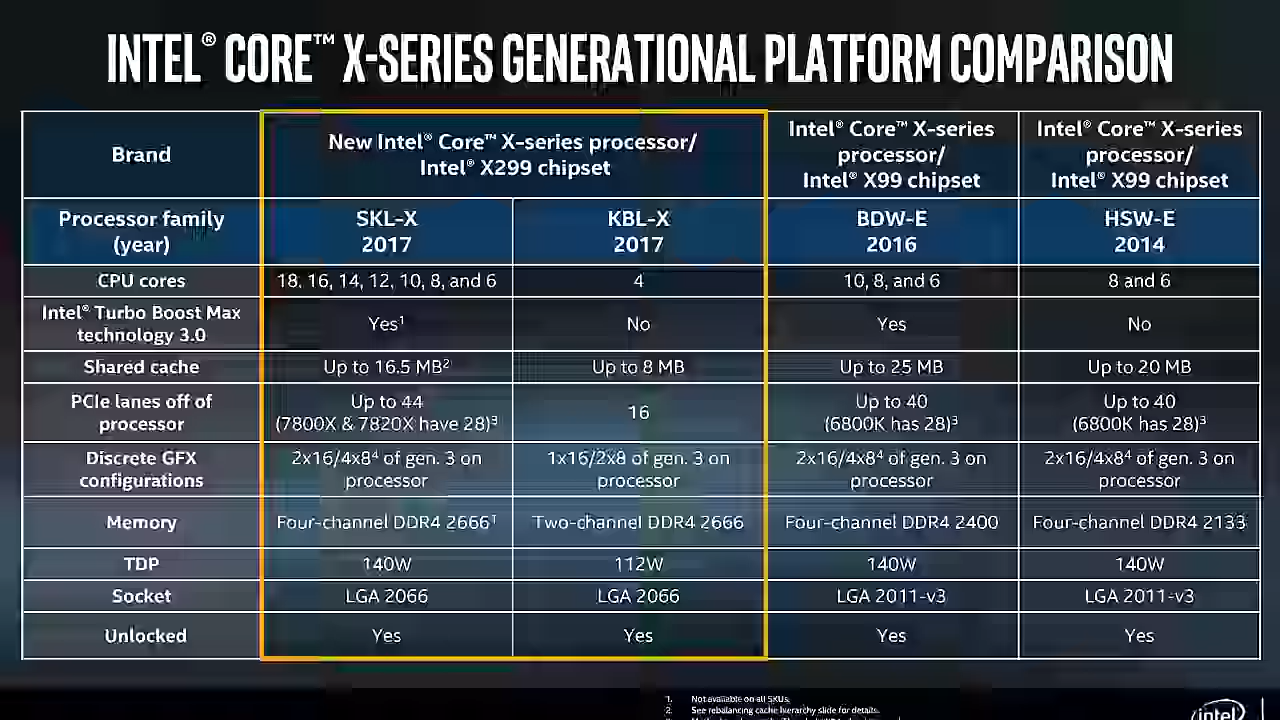 INTEL® CORE™ X-SERIES GENERATIONAL PLATFORM COMPARISON
Brand
New Intel® Core™ X-series processor/
Intel® X299 chipset
Intel® Core™ X-series
processor/
Intel® X99 chipset
Intel® Core™ X-series
processor/
Intel® X99 chipset
Processor family
(year)
SKL-X
2017
KBL-X
2017
BDW-E
2016
HSW-E
2014
CPU cores
18, 16, 14, 12, 10, 8, and 6
4
10, 8, and 6
8 and 6
Intel® Turbo Boost Max
technology 3.0
Yes¹
No
Yes
No
Shared cache
Up to 16.5 MB²
Up to 8 MB
Up to 25 MB
Up to 20 MB
PCIe lanes off of
processor
Up to 44
(7800X & 7820X have 28)³
16
Up to 40
(6800K has 28)³
Up to 40
(6800K has 28)³
Discrete GFX
configurations
2x16/4x8⁴ of gen. 3 on
processor
1x16/2x8 of gen. 3 on
processor
2x16/4x8⁴ of gen. 3 on
processor
2x16/4x8⁴ of gen. 3 on
processor
Memory
Four-channel DDR4 2666¹
Two-channel DDR4 2666
Four-channel DDR4 2400
Four-channel DDR4 2133
TDP
140W
112W
140W
140W
Socket
LGA 2066
LGA 2066
LGA 2011-v3
LGA 2011-v3
Unlocked
Yes
Yes
Yes
Yes
1. Not available on all SKUs.
2. See rebalancing cache hierarchy slide for details.
intel